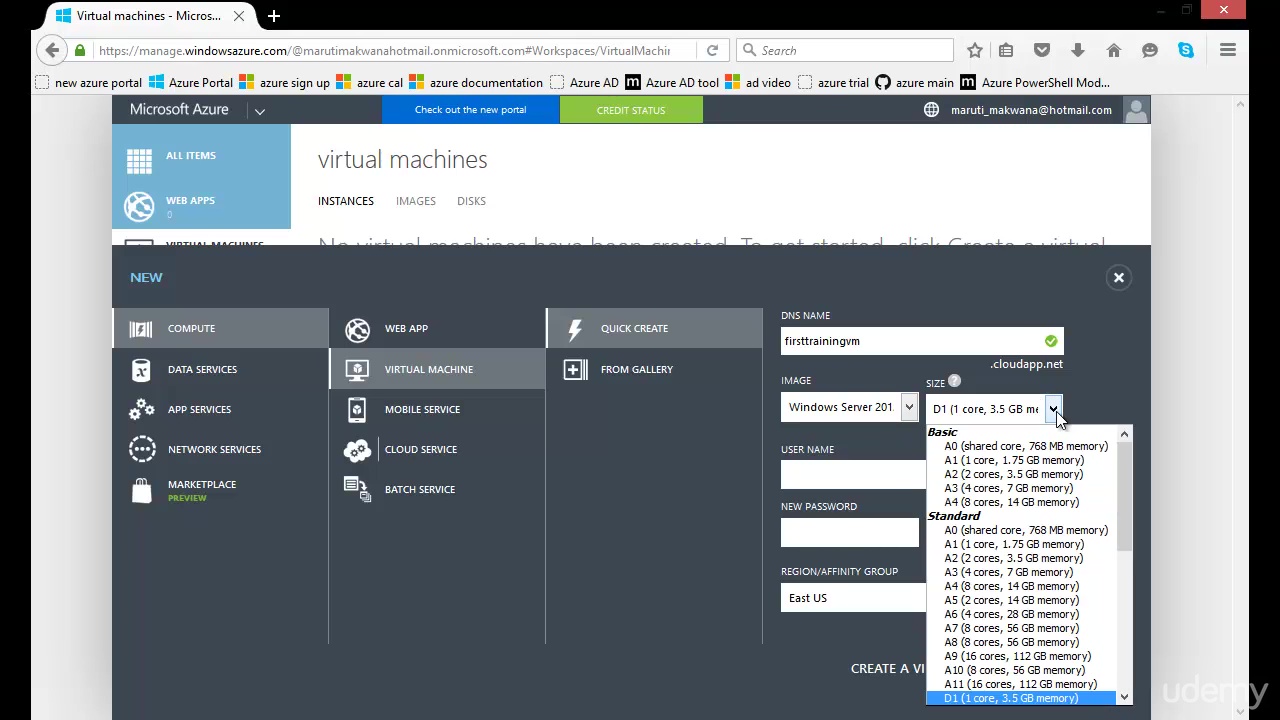 Virtual machines - Micros...
https://manage.windowsazure.com/@marutimakwanahotmail.onmicrosoft.com#Workspaces/VirtualMachin
Search
new azure portal
Azure Portal
azure sign up
azure cal
azure documentation
Azure AD
Azure AD tool
ad video
azure trial
azure main
Azure PowerShell Mod...
Microsoft Azure
Check out the new portal
CREDIT STATUS
maruti_makwana@hotmail.com
ALL ITEMS
WEB APPS
0
VIRTUAL MACHINES
virtual machines
INSTANCES
IMAGES
DISKS
No virtual machines have been created. To get started, click Create a virtual
NEW
COMPUTE
DATA SERVICES
APP SERVICES
NETWORK SERVICES
MARKETPLACE
PREVIEW
WEB APP
VIRTUAL MACHINE
MOBILE SERVICE
CLOUD SERVICE
BATCH SERVICE
QUICK CREATE
FROM GALLERY
DNS NAME
firsttrainingvm
.cloudapp.net
IMAGE
Windows Server 201
SIZE
D1 (1 core, 3.5 GB me
USER NAME
NEW PASSWORD
REGION/AFFINITY GROUP
East US
CREATE A VI
Basic
A0 (shared core, 768 MB memory)
A1 (1 core, 1.75 GB memory)
A2 (2 cores, 3.5 GB memory)
A3 (4 cores, 7 GB memory)
A4 (8 cores, 14 GB memory)
Standard
A0 (shared core, 768 MB memory)
A1 (1 core, 1.75 GB memory)
A2 (2 cores, 3.5 GB memory)
A3 (4 cores, 7 GB memory)
A4 (8 cores, 14 GB memory)
A5 (2 cores, 14 GB memory)
A6 (4 cores, 28 GB memory)
A7 (8 cores, 56 GB memory)
A8 (8 cores, 56 GB memory)
A9 (16 cores, 112 GB memory)
A10 (8 cores, 56 GB memory)
A11 (16 cores, 112 GB memory)
D1 (1 core, 3.5 GB memory)
udemy